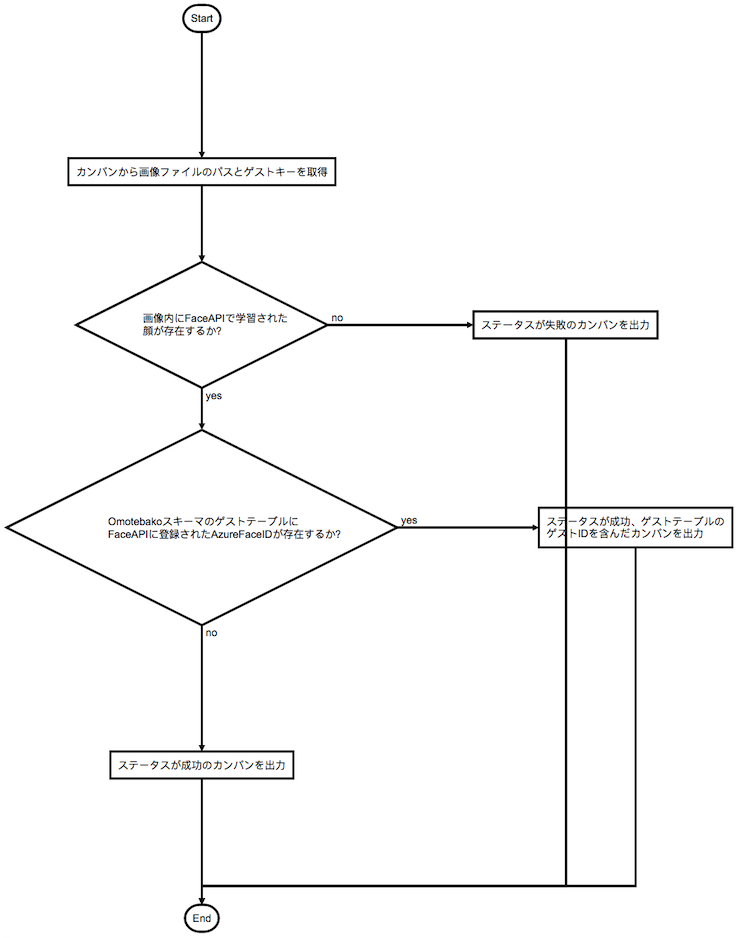 Start
カンバンから画像ファイルのパスとゲストキーを取得
画像内にFaceAPIで学習された
顔が存在するか?
no
ステータスが失敗のカンバンを出力
yes
Omotebakoスキーマのゲストテーブルに
FaceAPIに登録されたAzureFaceIDが存在するか?
yes
ステータスが成功、ゲストテーブルの
ゲストIDを含んだカンバンを出力
no
ステータスが成功のカンバンを出力
End